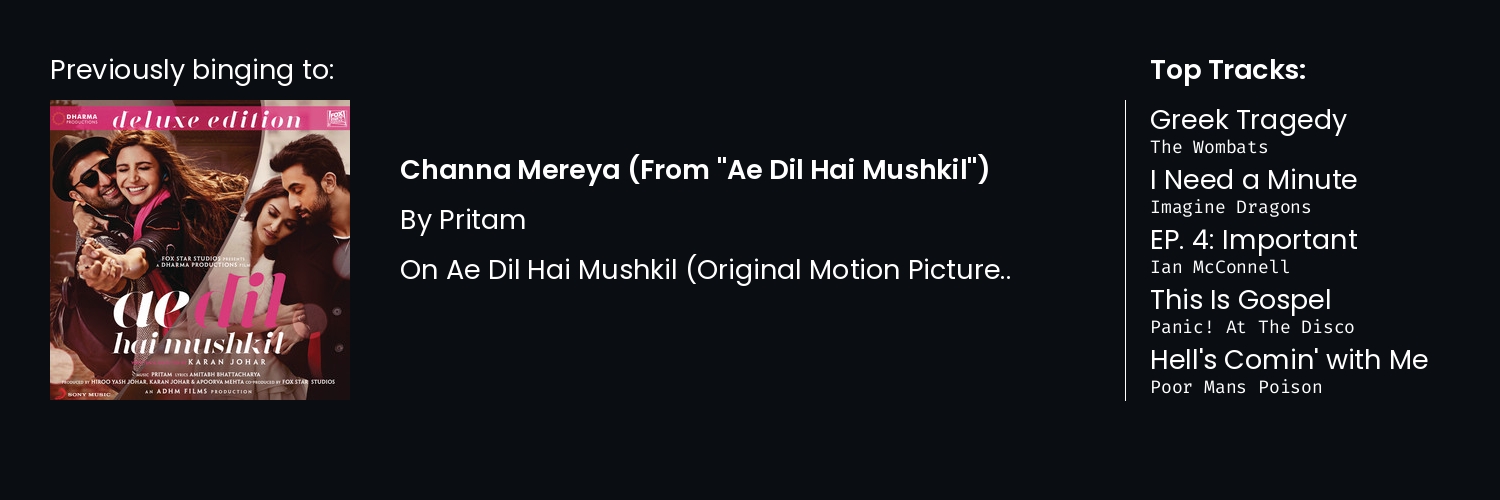 Previously binging to:
DHARMA
PRODUCTIONS
deluxe edition
FOX STAR STUDIOS PRESENTS
A DHARMA PRODUCTIONS FILM
ae dil
hai mushkil
KARAN JOHAR
MUSIC PRITAM LYRICS AMITABH BHATTACHARYA
PRODUCED BY HIROO YASH JOHAR, KARAN JOHAR & APOORVA MEHTA CO-PRODUCED BY FOX STAR STUDIOS
AN ADHM FILMS PRODUCTION
SONY MUSIC
Channa Mereya (From "Ae Dil Hai Mushkil")
By Pritam
On Ae Dil Hai Mushkil (Original Motion Picture..
Top Tracks:
Greek Tragedy
The Wombats
I Need a Minute
Imagine Dragons
EP. 4: Important
Ian McConnell
This Is Gospel
Panic! At The Disco
Hell's Comin' with Me
Poor Mans Poison